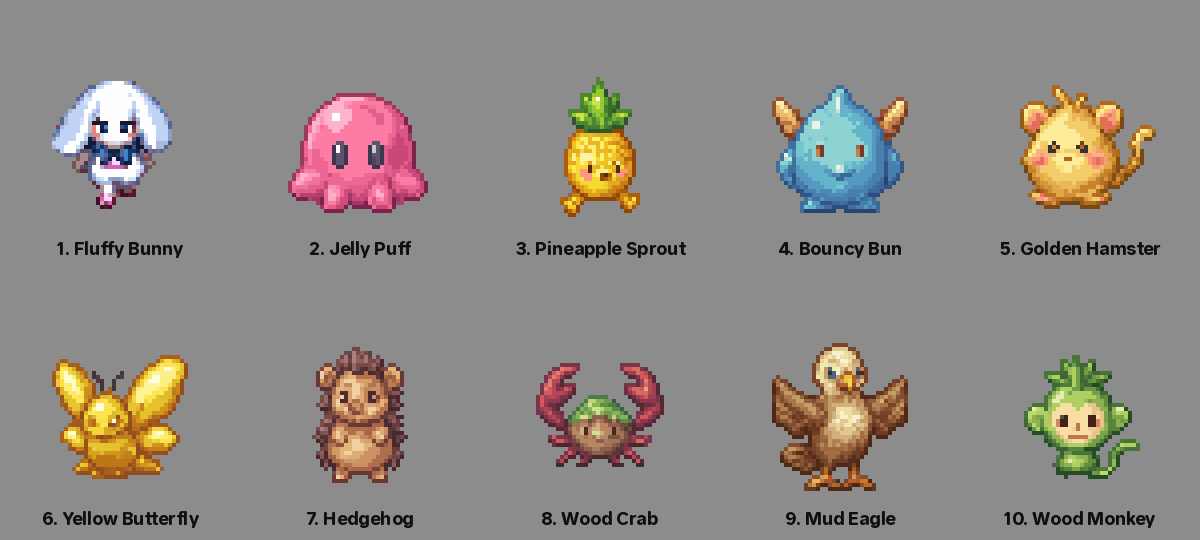 1. Fluffy Bunny
2. Jelly Puff
3. Pineapple Sprout
4. Bouncy Bun
5. Golden Hamster
6. Yellow Butterfly
7. Hedgehog
8. Wood Crab
9. Mud Eagle
10. Wood Monkey